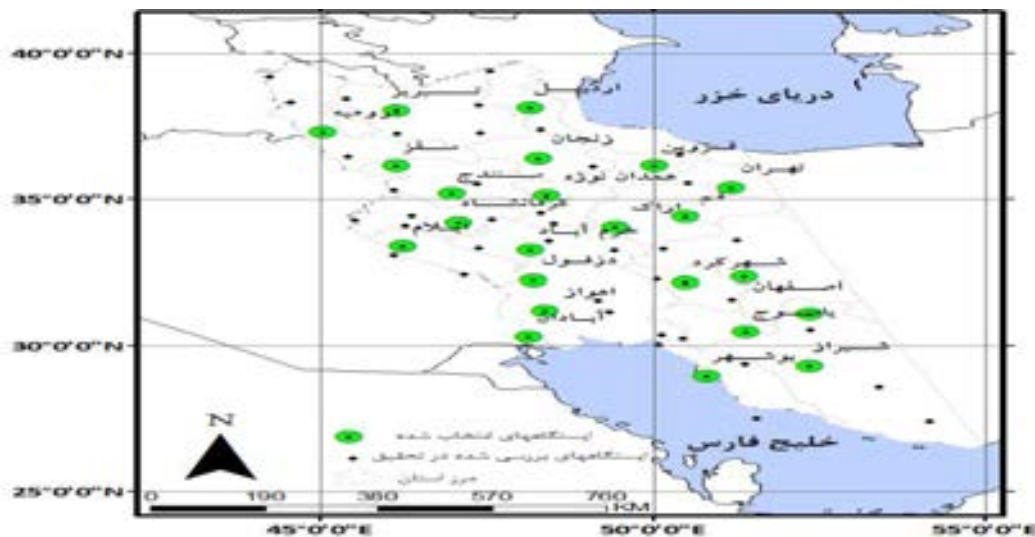 40°0'0"N
دریای خزر
اردبیل
تبریز
ارومیه
زنجان
قزوین
سقز
تهران
همدان نوژه
سنندج
35°0'0"N
قم
کرمانشاه
اراک
ایلام
خرم آباد
شهرکرد
دزفول
اصفهان
اهواز
یاسوج
آبادان
شیراز
بوشهر
30°0'0"N
خلیج فارس
N
ایستگاههای انتخاب شده
ایستگاههای بررسی شده در تحقیق
مرز استان
25°0'0"N
0 190 380 570 760
KM
45°0'0"E 50°0'0"E 55°0'0"E